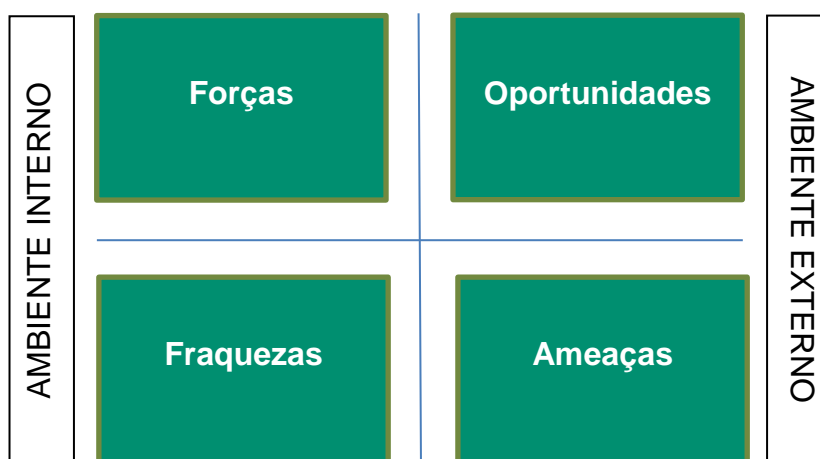 AMBIENTE INTERNO
Forças
Oportunidades
Fraquezas
Ameaças
AMBIENTE EXTERNO